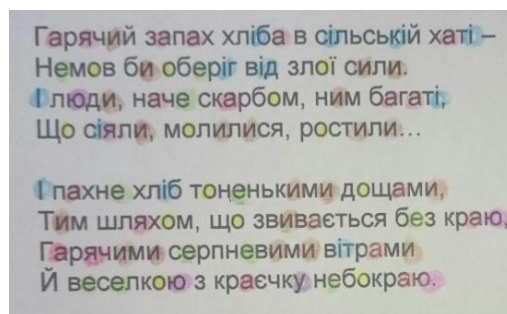 Гарячий запах хліба в сільській хаті –
Немов би оберіг від злої сили.
І люди, наче скарбом, ним багаті,
Що сіяли, молилися, ростили...
І пахне хліб тоненькими дощами,
Тим шляхом, що звивається без краю,
Гарячими серпневими вітрами
Й веселкою з краєчку небокраю.